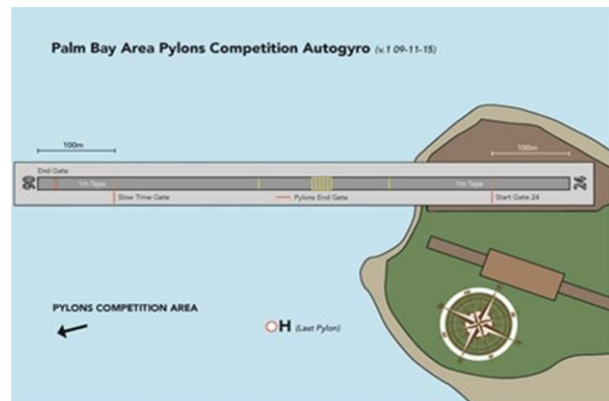 Palm Bay Area Pylons Competition Autogyro (v.1 09-11-15)
100m
100m
End Gate
06
1m Tape
1m Tape
24
Slow Time Gate
Pylons End Gate
Start Gate 24
PYLONS COMPETITION AREA
H (Last Pylon)